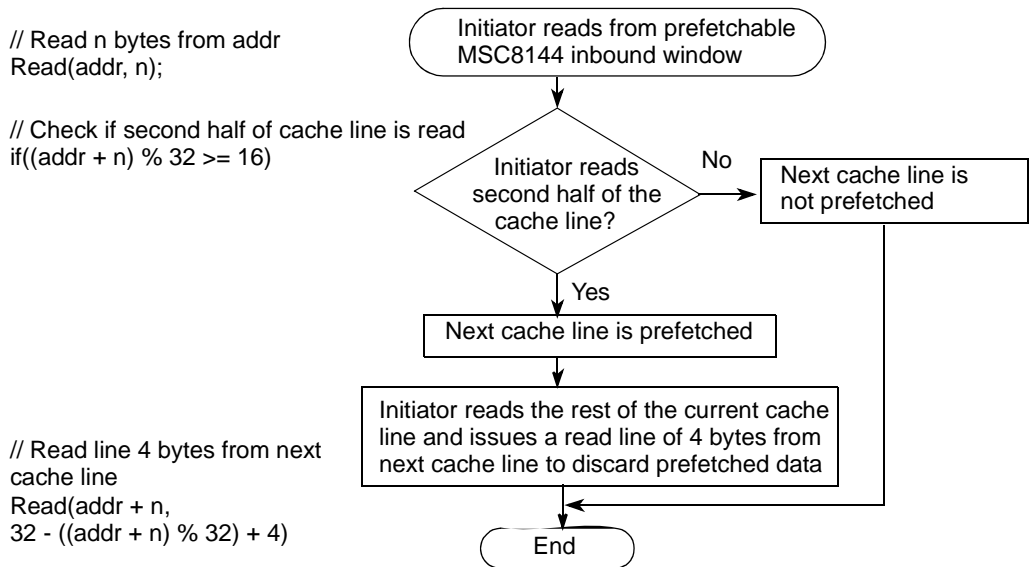 // Read n bytes from addr
Read(addr, n);
Initiator reads from prefetchable
MSC8144 inbound window
// Check if second half of cache line is read
if((addr + n) % 32 >= 16)
Initiator reads
second half of the
cache line?
No
Next cache line is
not prefetched
Yes
Next cache line is prefetched
Initiator reads the rest of the current cache
line and issues a read line of 4 bytes from
next cache line to discard prefetched data
// Read line 4 bytes from next
cache line
Read(addr + n,
32 - ((addr + n) % 32) + 4)
End